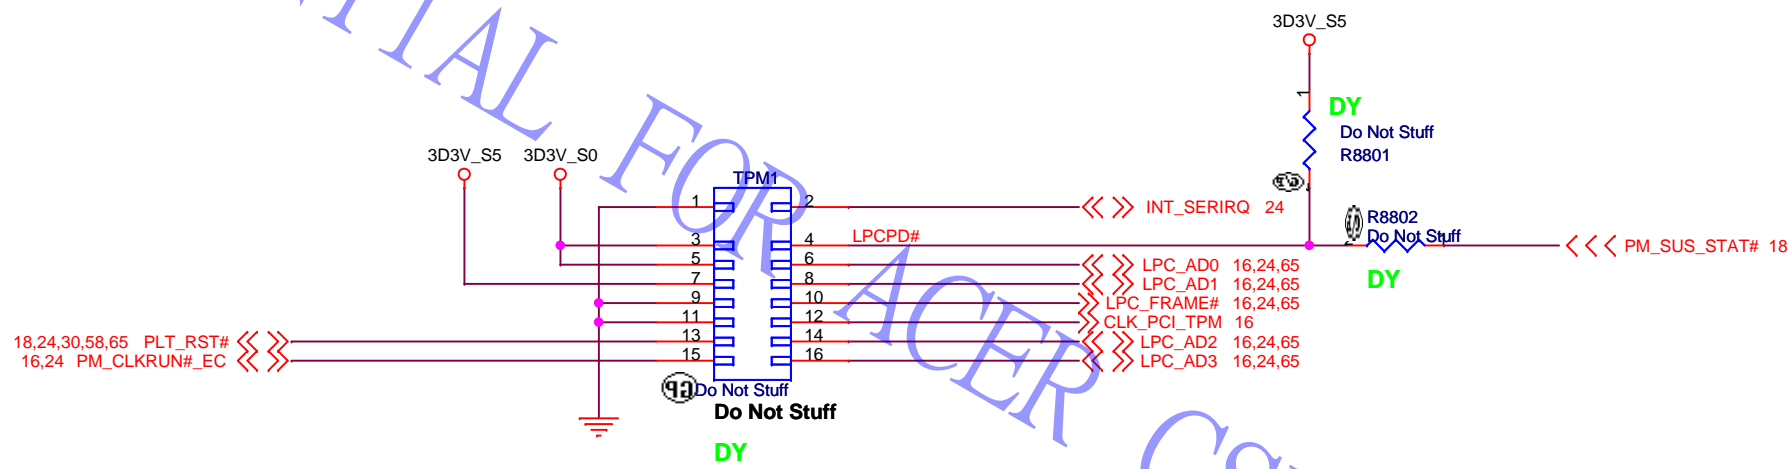 3D3V_S5
1
DY
Do Not Stuff
R8801
3D3V_S5 3D3V_S0
TPM1
1 2 INT_SERIRQ 24
R8802
Do Not Stuff
3 4 LPCPD# 1 PM_SUS_STAT# 18
5 6 LPC_AD0 16,24,65
7 8 LPC_AD1 16,24,65
DY
9 10 LPC_FRAME# 16,24,65
11 12 CLK_PCI_TPM 16
18,24,30,58,65 PLT_RST# 13 14 LPC_AD2 16,24,65
16,24 PM_CLKRUN#_EC 15 16 LPC_AD3 16,24,65
Do Not Stuff
Do Not Stuff
DY
TIAL FOR ACER